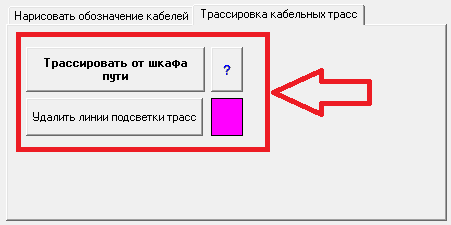 Нарисовать обозначение кабелей
Трассировка кабельных трасс
Трассировать от шкафа
пути
?
Удалить линии подсветки трасс